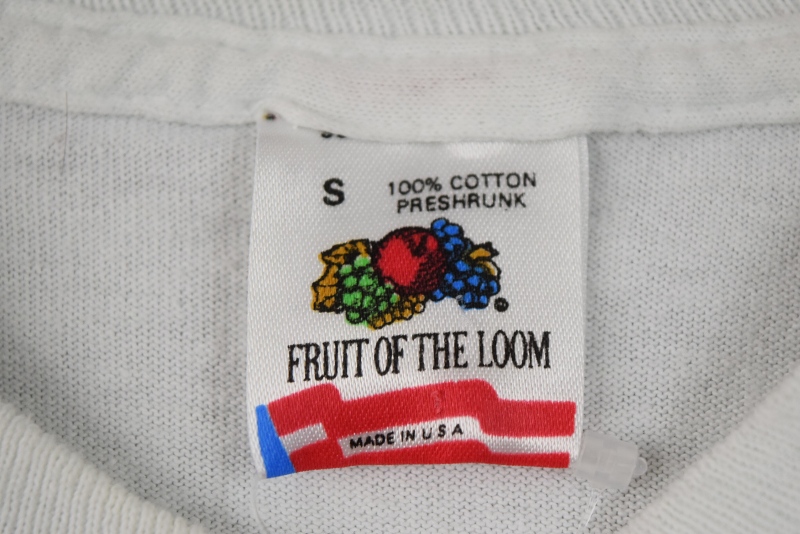 S
100% COTTON
PRESHRUNK
FRUIT OF THE LOOM
MADE IN U S A